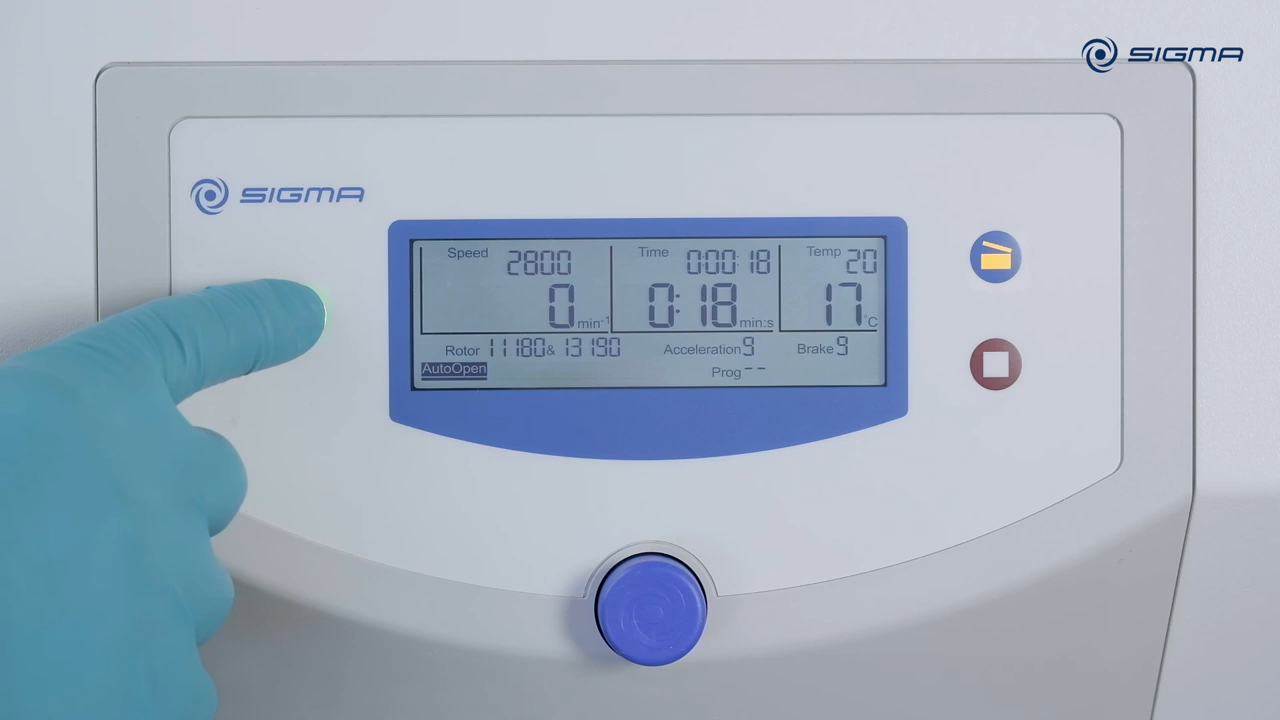 SIGMA
SIGMA
Speed 2800 Time 0:00:18 Temp 20
0 min-1 0:18 min:s 17 °C
Rotor 11180 & 13190 Acceleration 9 Brake 9
AutoOpen Prog --